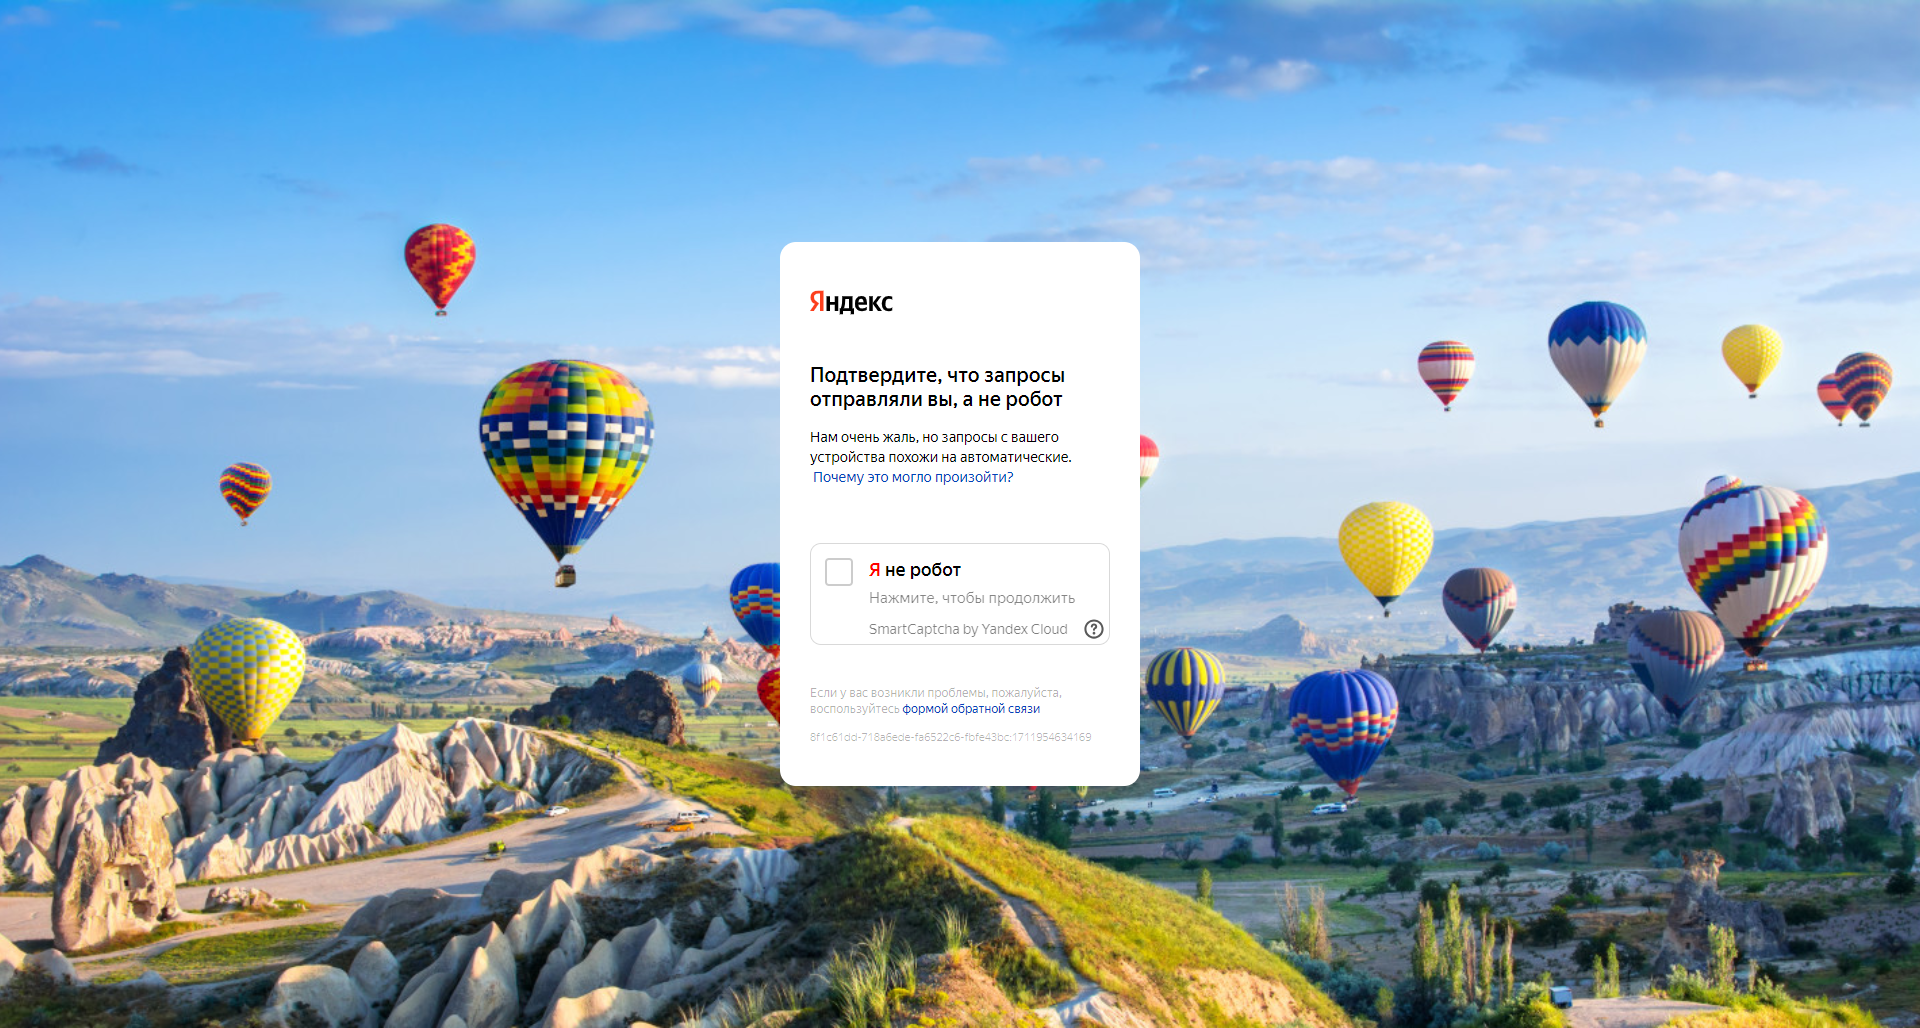 Яндекс
Подтвердите, что запросы
отправляли вы, а не робот
Нам очень жаль, но запросы с вашего
устройства похожи на автоматические.
Почему это могло произойти?
Я не робот
Нажмите, чтобы продолжить
SmartCaptcha by Yandex Cloud
Если у вас возникли проблемы, пожалуйста,
воспользуйтесь формой обратной связи
8f1c61dd-718a6ede-fa6522c6-fbfe43bc:1711954634169